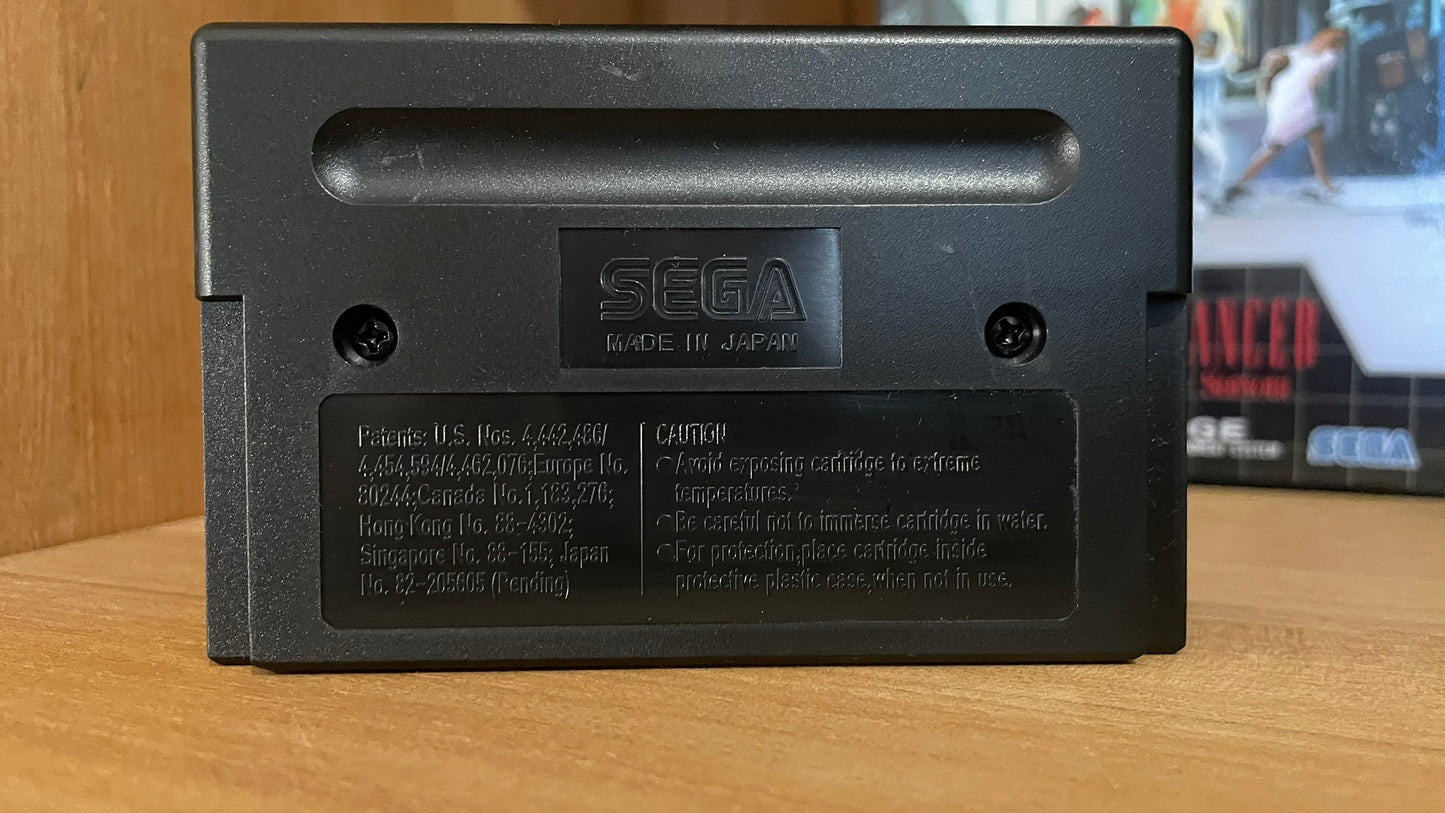 SEGA
MADE IN JAPAN
Patents: U.S. Nos. 4,442,486/
4,454,594/4,462,076;Europe No.
80244;Canada No.1,183,276;
Hong Kong No. 88-4302;
Singapore No. 88-155; Japan
No. 82-205605 (Pending)
CAUTION
Avoid exposing cartridge to extreme
temperatures.
Be careful not to immerse cartridge in water.
For protection,place cartridge inside
protective plastic case,when not in use.
ANCER
SEGA